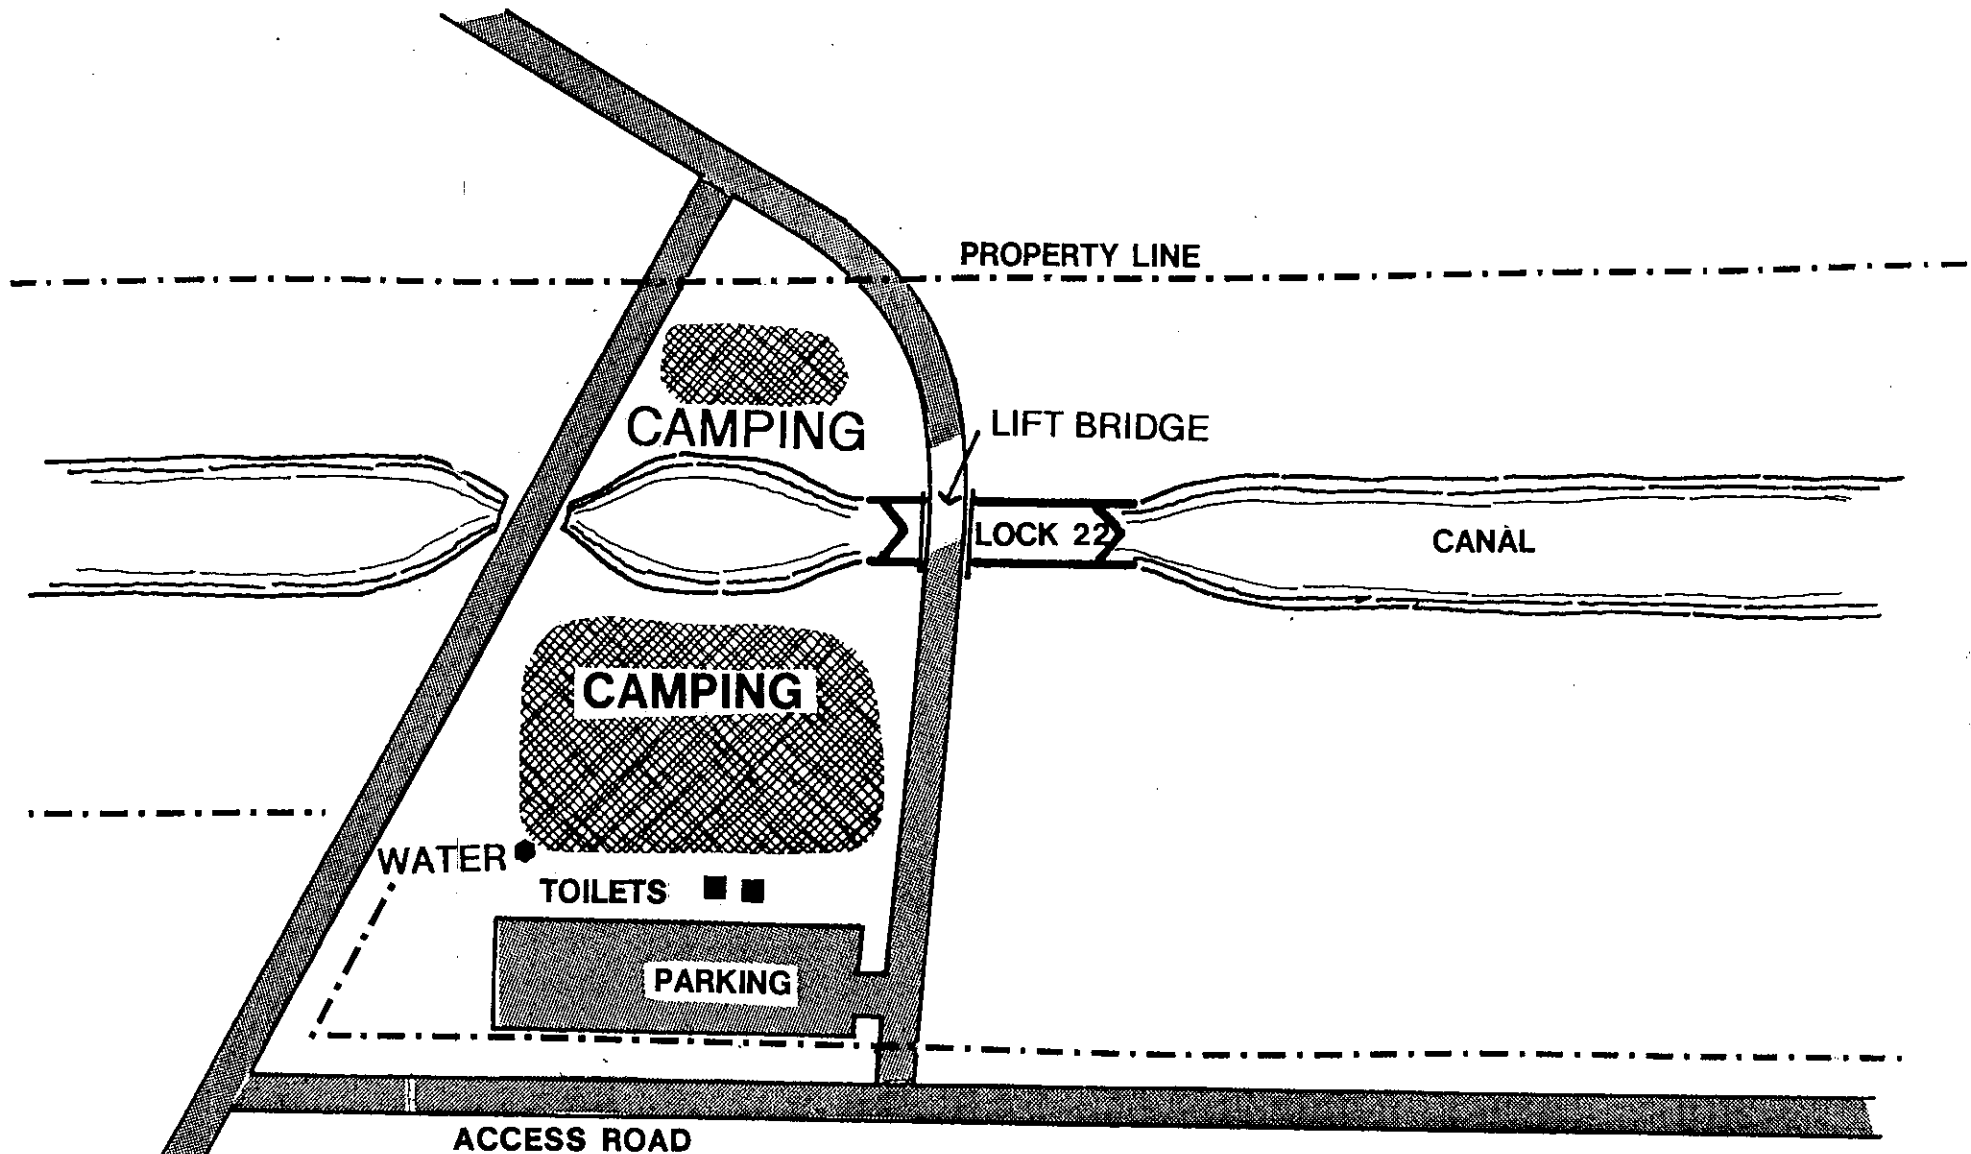 PROPERTY LINE
CAMPING
LIFT BRIDGE
LOCK 22
CANAL
CAMPING
WATER
TOILETS
PARKING
ACCESS ROAD